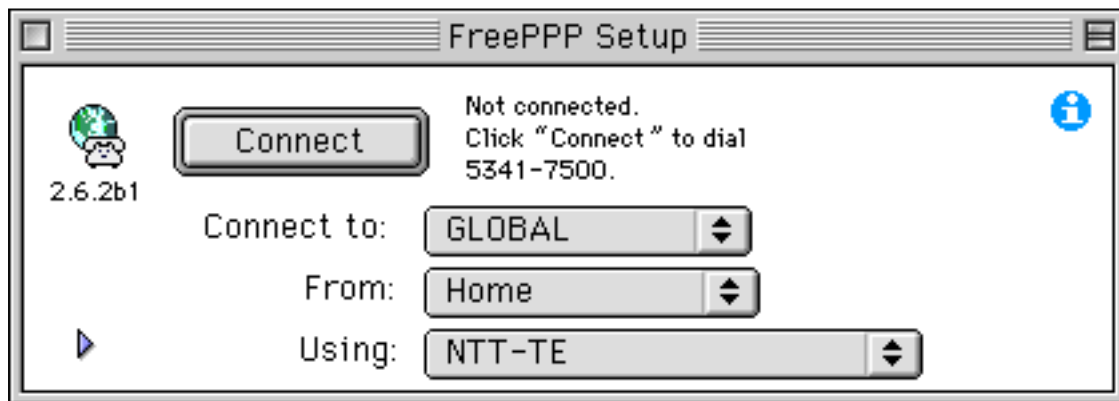 FreePPP Setup
Connect
Not connected.
Click "Connect" to dial
5341-7500.
2.6.2b1
Connect to: GLOBAL
From: Home
Using: NTT-TE